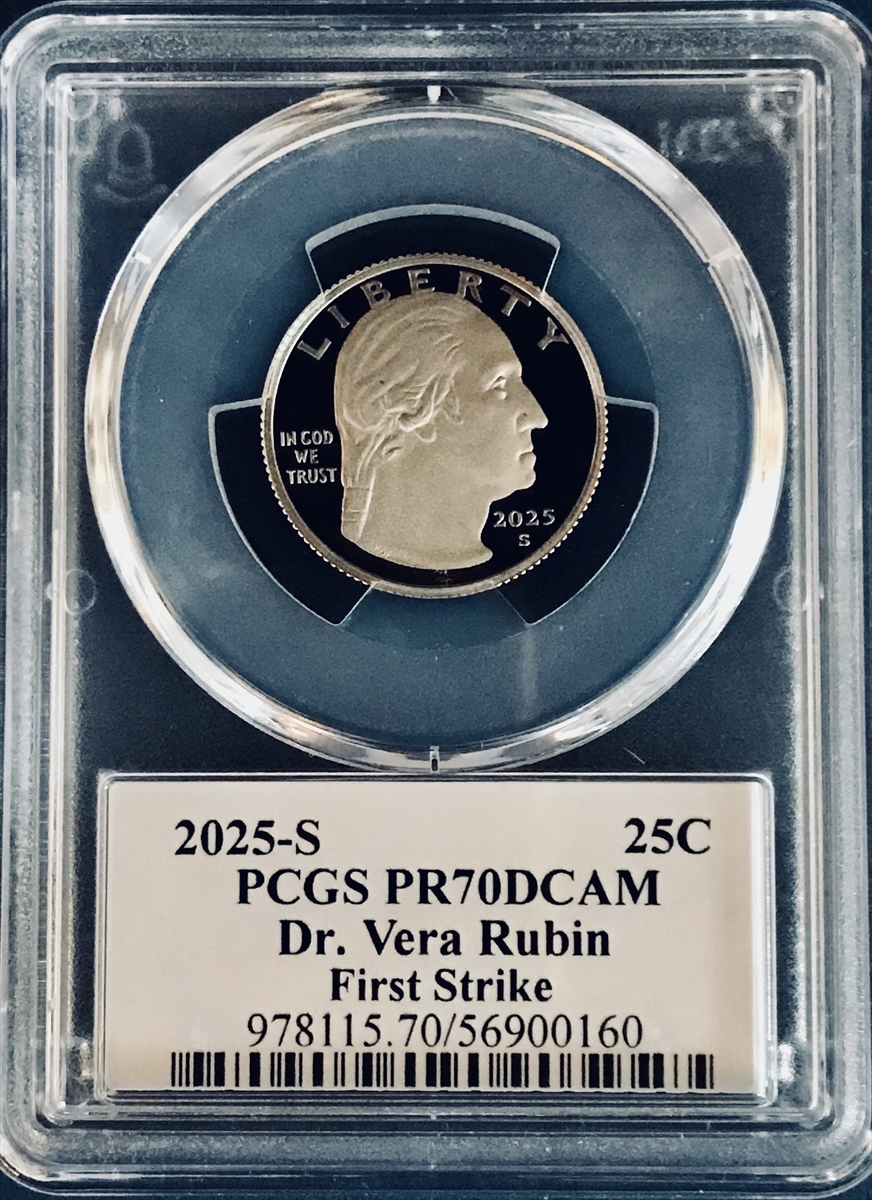 LIBERTY
IN GOD
WE
TRUST
2025
S
2025-S 25C
PCGS PR70DCAM
Dr. Vera Rubin
First Strike
978115.70/56900160